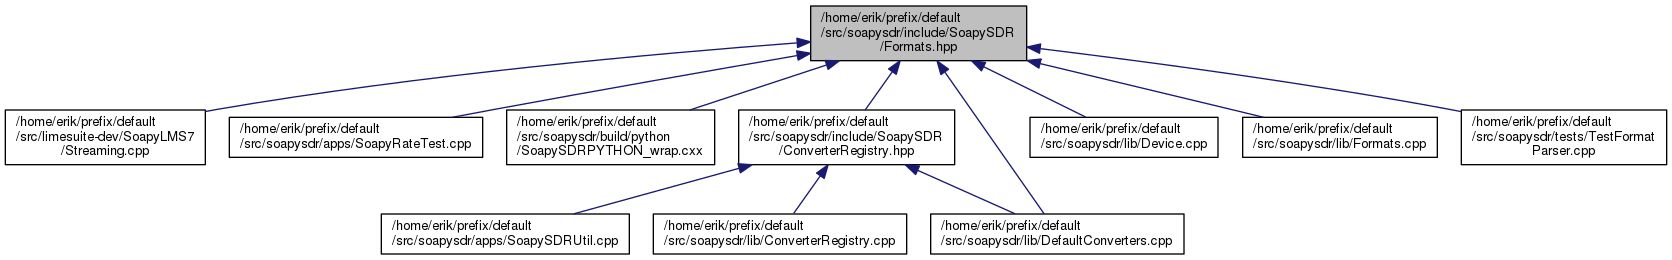 /home/erik/prefix/default
/src/soapysdr/include/SoapySDR
/Formats.hpp
/home/erik/prefix/default
/src/limesuite-dev/SoapyLMS7
/Streaming.cpp
/home/erik/prefix/default
/src/soapysdr/apps/SoapyRateTest.cpp
/home/erik/prefix/default
/src/soapysdr/build/python
/SoapySDRPYTHON_wrap.cxx
/home/erik/prefix/default
/src/soapysdr/include/SoapySDR
/ConverterRegistry.hpp
/home/erik/prefix/default
/src/soapysdr/lib/Device.cpp
/home/erik/prefix/default
/src/soapysdr/lib/Formats.cpp
/home/erik/prefix/default
/src/soapysdr/tests/TestFormat
Parser.cpp
/home/erik/prefix/default
/src/soapysdr/apps/SoapySDRUtil.cpp
/home/erik/prefix/default
/src/soapysdr/lib/ConverterRegistry.cpp
/home/erik/prefix/default
/src/soapysdr/lib/DefaultConverters.cpp